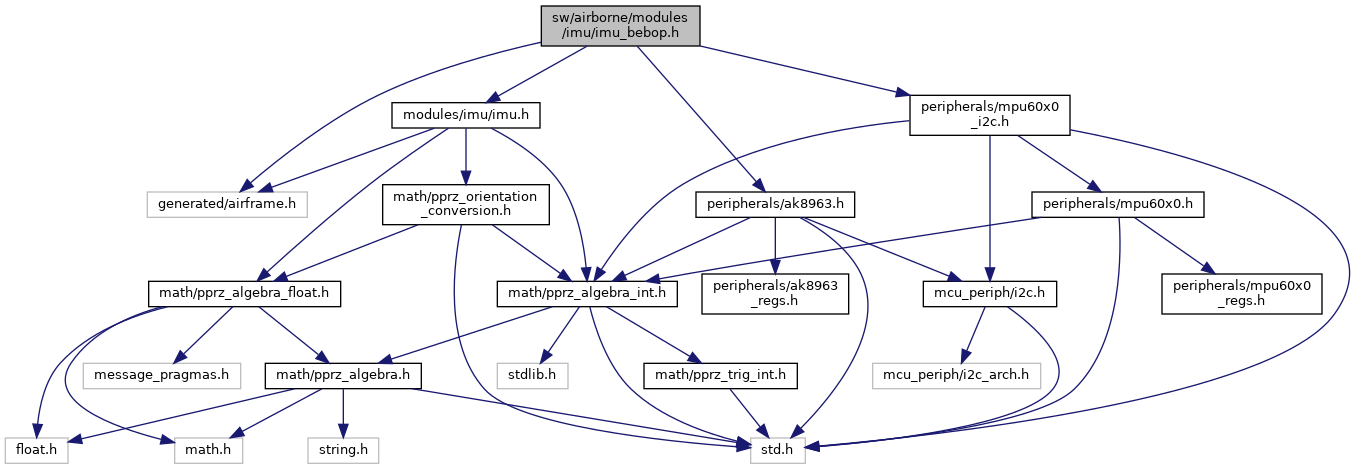 sw/airborne/modules
/imu/imu_bebop.h
modules/imu/imu.h
peripherals/mpu60x0
_i2c.h
generated/airframe.h
math/pprz_orientation
_conversion.h
peripherals/ak8963.h
peripherals/mpu60x0.h
math/pprz_algebra_float.h
math/pprz_algebra_int.h
peripherals/ak8963
_regs.h
mcu_periph/i2c.h
peripherals/mpu60x0
_regs.h
message_pragmas.h
math/pprz_algebra.h
stdlib.h
math/pprz_trig_int.h
mcu_periph/i2c_arch.h
float.h
math.h
string.h
std.h